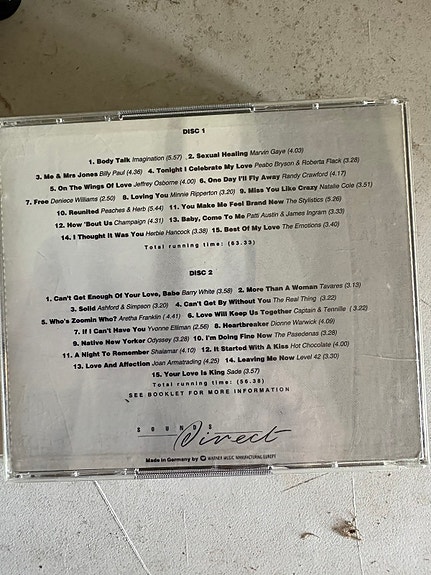 DISC 1
1. Body Talk Imagination (5.57) 2. Sexual Healing Marvin Gaye (4.03)
3. Me & Mrs Jones Billy Paul (4.36) 4. Tonight I Celebrate My Love Peabo Bryson & Roberta Flack (3.28)
5. On The Wings Of Love Jeffrey Osborne (4.00) 6. One Day I'll Fly Away Randy Crawford (4.17)
7. Free Deniece Williams (2.50) 8. Loving You Minnie Ripperton (3.20) 9. Miss You Like Crazy Natalie Cole (3.51)
10. Reunited Peaches & Herb (5.44) 11. You Make Me Feel Brand New The Stylistics (5.26)
12. How 'Bout Us Champaign (4.31) 13. Baby, Come To Me Patti Austin & James Ingram (3.33)
14. I Thought It Was You Herbie Hancock (3.38) 15. Best Of My Love The Emotions (3.40)
Total running time: (63.33)
DISC 2
1. Can't Get Enough Of Your Love, Babe Barry White (3.58) 2. More Than A Woman Tavares (3.13)
3. Solid Ashford & Simpson (3.20) 4. Can't Get By Without You The Real Thing (3.22)
5. Who's Zoomin Who? Aretha Franklin (4.41) 6. Love Will Keep Us Together Captain & Tennille (3.22)
7. If I Can't Have You Yvonne Elliman (2.56) 8. Heartbreaker Dionne Warwick (4.09)
9. Native New Yorker Odyssey (3.28) 10. I'm Doing Fine Now The Pasedenas (3.28)
11. A Night To Remember Shalamar (4.10) 12. It Started With A Kiss Hot Chocolate (4.00)
13. Love And Affection Joan Armatrading (4.25) 14. Leaving Me Now Level 42 (3.30)
15. Your Love Is King Sade (3.57)
Total running time: (56.38)
SEE BOOKLET FOR MORE INFORMATION
SOUNDS
Direct
Made in Germany by WARNER MUSIC MANUFACTURING EUROPE